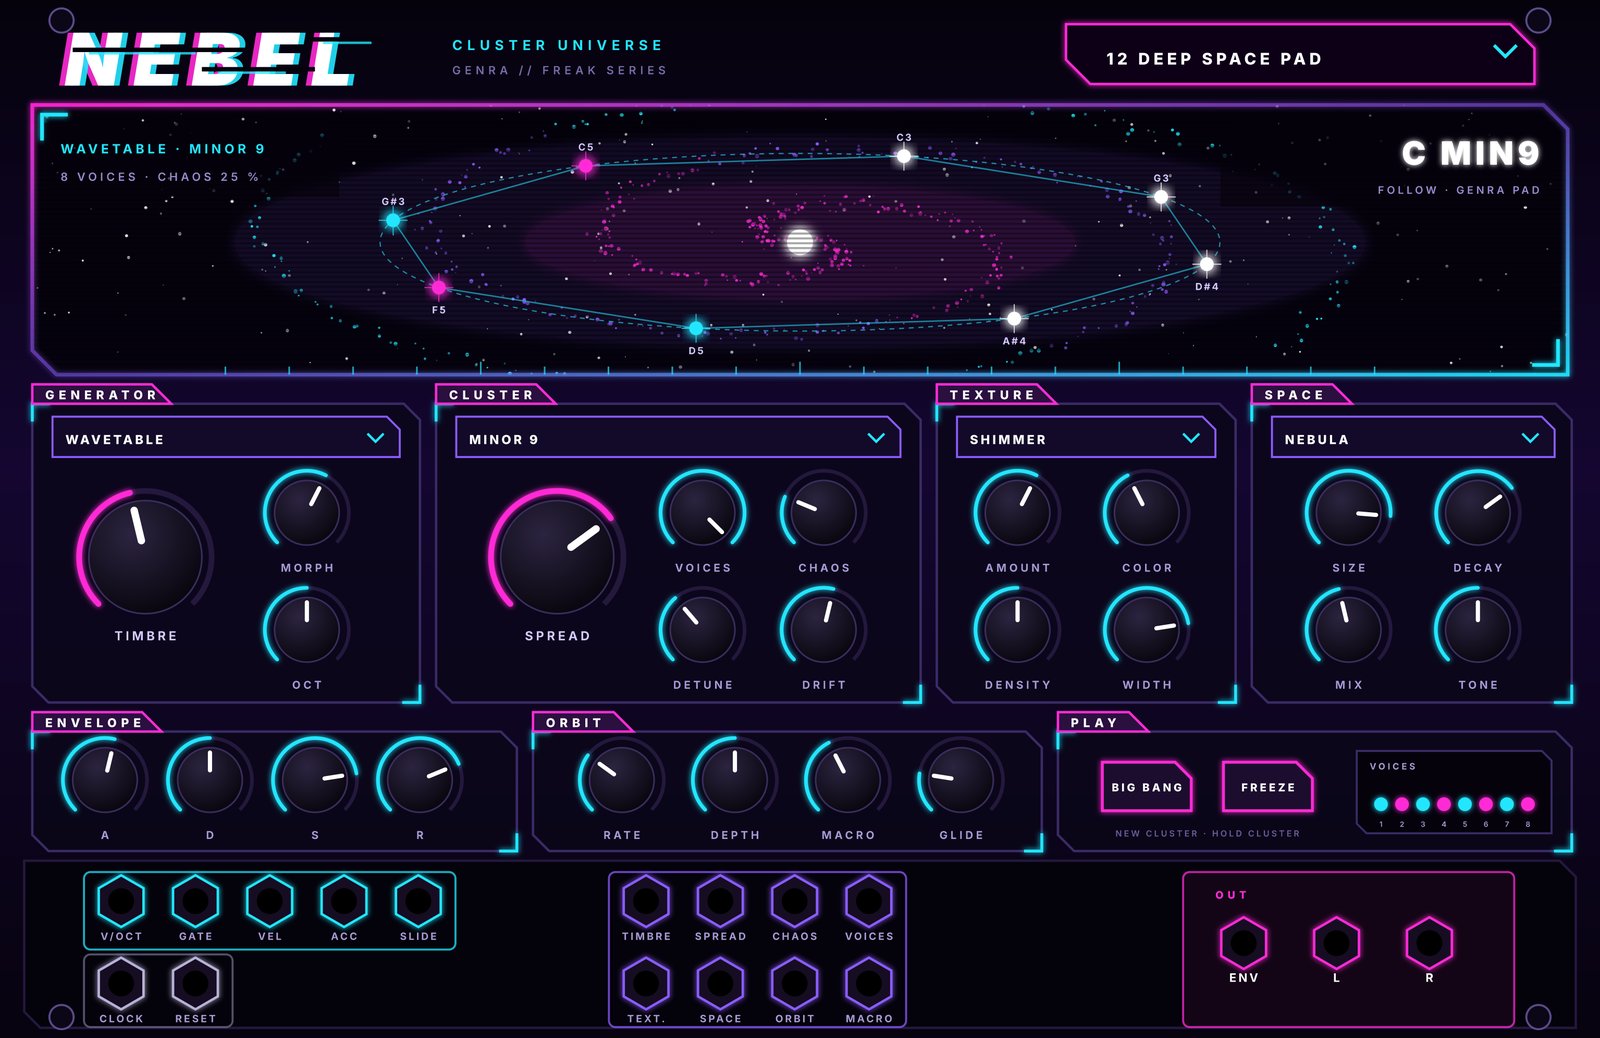 NEBEL
CLUSTER UNIVERSE
GENRA // FREAK SERIES
12 DEEP SPACE PAD
WAVETABLE · MINOR 9
8 VOICES · CHAOS 25 %
C MIN9
FOLLOW · GENRA PAD
C5
C3
G3
G#3
D#4
F5
A#4
D5
GENERATOR
CLUSTER
TEXTURE
SPACE
WAVETABLE
MINOR 9
SHIMMER
NEBULA
MORPH
VOICES
CHAOS
AMOUNT
COLOR
SIZE
DECAY
TIMBRE
SPREAD
OCT
DETUNE
DRIFT
DENSITY
WIDTH
MIX
TONE
ENVELOPE
ORBIT
PLAY
A
D
S
R
RATE
DEPTH
MACRO
GLIDE
BIG BANG
FREEZE
NEW CLUSTER · HOLD CLUSTER
VOICES
1 2 3 4 5 6 7 8
V/OCT
GATE
VEL
ACC
SLIDE
CLOCK
RESET
TIMBRE
SPREAD
CHAOS
VOICES
TEXT.
SPACE
ORBIT
MACRO
OUT
ENV
L
R